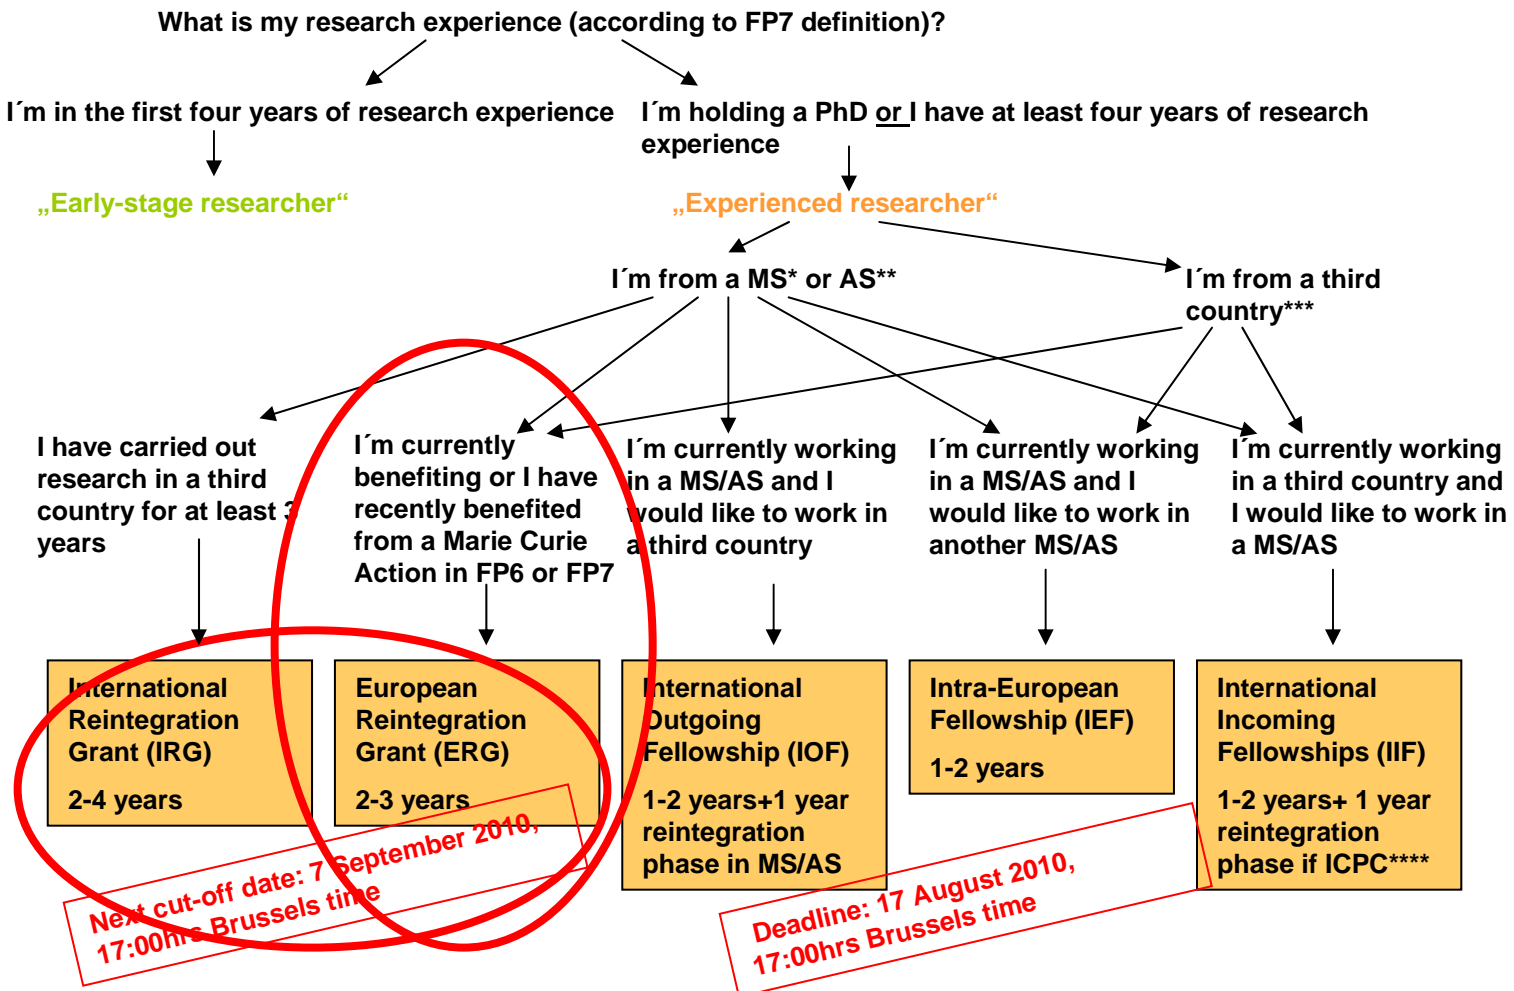 What is my research experience (according to FP7 definition)?
I´m in the first four years of research experience
I´m holding a PhD or I have at least four years of research
experience
„Early-stage researcher“
„Experienced researcher“
I´m from a MS* or AS**
I´m from a third
country***
I have carried out
research in a third
country for at least 3
years
I´m currently
benefiting or I have
recently benefited
from a Marie Curie
Action in FP6 or FP7
I´m currently working
in a MS/AS and I
would like to work in
a third country
I´m currently working
in a MS/AS and I
would like to work in
another MS/AS
I´m currently working
in a third country and
I would like to work in
a MS/AS
International
Reintegration
Grant (IRG)
2-4 years
European
Reintegration
Grant (ERG)
2-3 years
International
Outgoing
Fellowship (IOF)
1-2 years+1 year
reintegration
phase in MS/AS
Intra-European
Fellowship (IEF)
1-2 years
International
Incoming
Fellowships (IIF)
1-2 years+ 1 year
reintegration
phase if ICPC****
Next cut-off date: 7 September 2010,
17:00hrs Brussels time
Deadline: 17 August 2010,
17:00hrs Brussels time